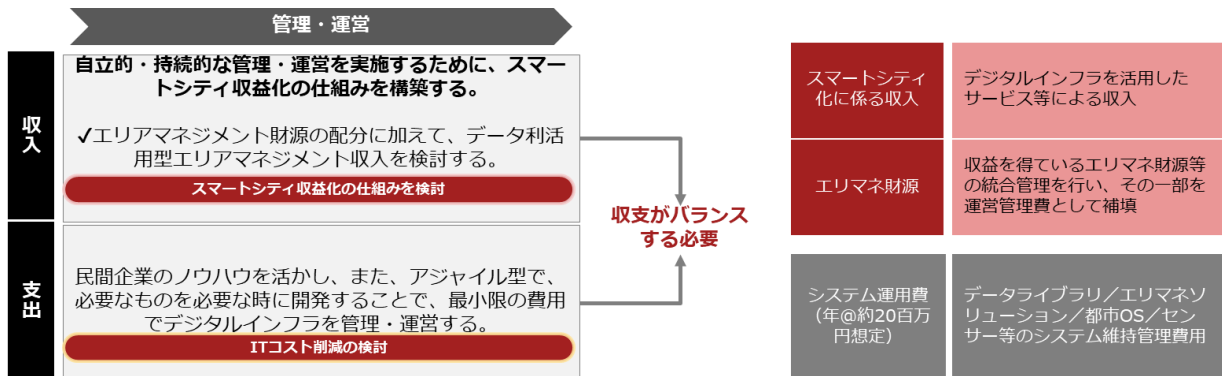 管理・運営
収入
自立的・持続的な管理・運営を実施するために、スマー
トシティ収益化の仕組みを構築する。
✓エリアマネジメント財源の配分に加えて、データ利活
用型エリアマネジメント収入を検討する。
スマートシティ収益化の仕組みを検討
支出
民間企業のノウハウを活かし、また、アジャイル型で、
必要なものを必要な時に開発することで、最小限の費用
でデジタルインフラを管理・運営する。
ITコスト削減の検討
収支がバランス
する必要
スマートシティ
化に係る収入
デジタルインフラを活用した
サービス等による収入
エリマネ財源
収益を得ているエリマネ財源等
の統合管理を行い、その一部を
運営管理費として補填
システム運用費
（年@約20百万
円想定）
データライブラリ／エリマネソ
リューション／都市OS／セン
サー等のシステム維持管理費用